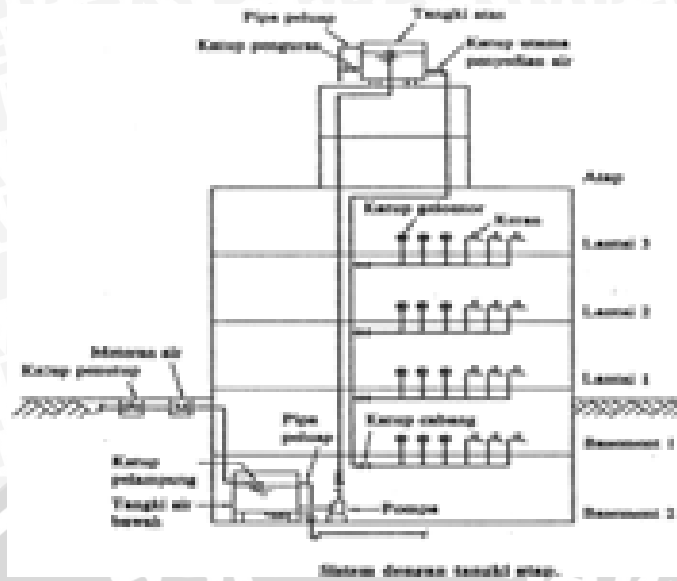 Pipa peluap
Tangki atas
Katup penguras
Katup utama
penyediaan air
Atap
Katup gelontor
Keran
Lantai 3
Lantai 2
Meteran air
Katup penutup
Lantai 1
Pipa
peluap
Katup cabang
Basement 1
Katup
pelampung
Tangki air
bawah
Pompa
Basement 2
Sistem dengan tangki atap.